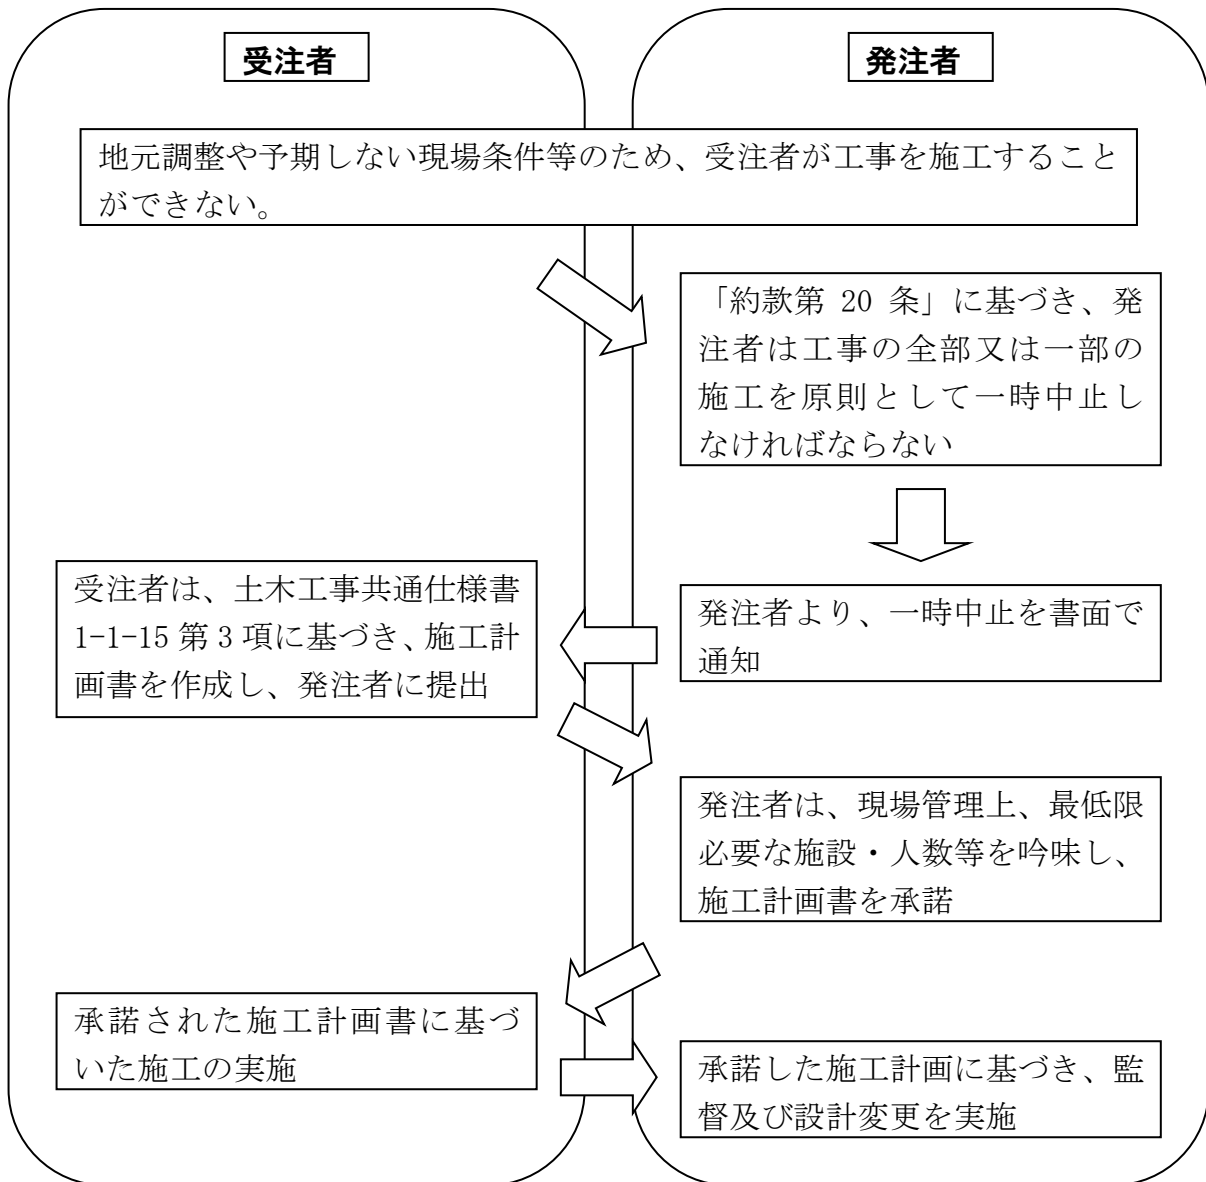 受注者
発注者
地元調整や予期しない現場条件等のため、受注者が工事を施工すること
ができない。
「約款第 20 条」に基づき、発
注者は工事の全部又は一部の
施工を原則として一時中止し
なければならない
発注者より、一時中止を書面で
通知
受注者は、土木工事共通仕様書
1-1-15 第 3 項に基づき、施工計
画書を作成し、発注者に提出
発注者は、現場管理上、最低限
必要な施設・人数等を吟味し、
施工計画書を承諾
承諾された施工計画書に基づ
いた施工の実施
承諾した施工計画に基づき、監
督及び設計変更を実施